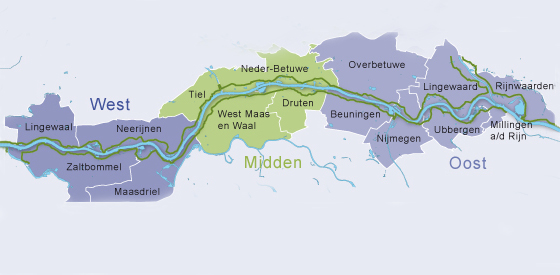 West
Lingewaal
Neerijnen
Zaltbommel
Maasdriel
Tiel
Neder-Betuwe
West Maas
en Waal
Druten
Midden
Overbetuwe
Beuningen
Nijmegen
Lingewaard
Ubbergen
Rijnwaarden
Millingen
a/d Rijn
Oost